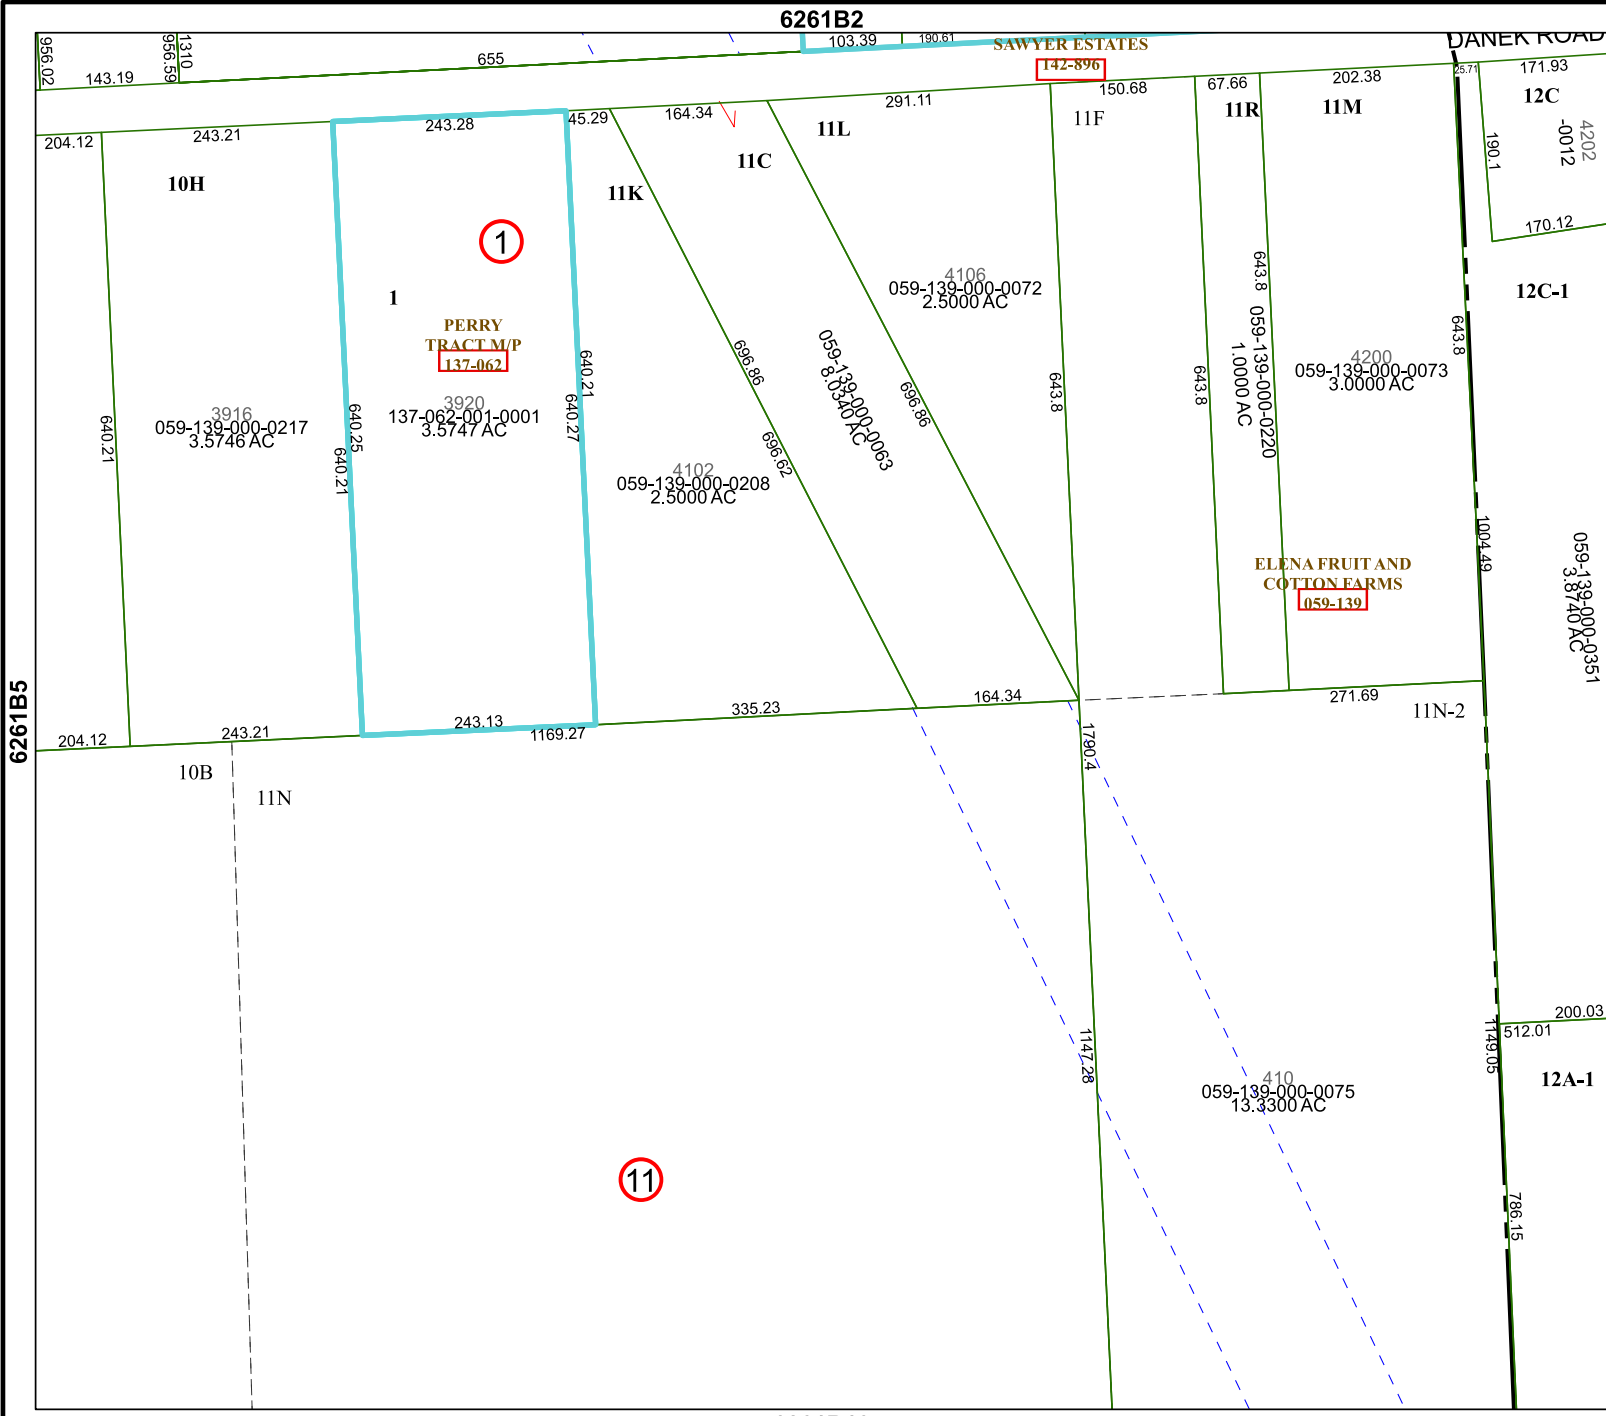 6261B2
DANEK ROAD
956.02
143.19
956.59
1310
655
103.39
190.61
SAWYER ESTATES
142-896
204.12
243.21
243.28
45.29
164.34
291.11
150.68
67.66
202.38
25.71
171.93
10H
11K
11C
11L
11F
11R
11M
12C
4202
-0012
190.1
170.12
12C-1
1
1
PERRY
TRACT M/P
137-062
3920
137-062-001-0001
3.5747 AC
3916
059-139-000-0217
3.5746 AC
640.21
640.25
640.21
640.21
640.27
4102
059-139-000-0208
2.5000 AC
696.86
696.62
059-139-000-0063
8.0340 AC
696.86
4106
059-139-000-0072
2.5000 AC
643.8
643.8
643.8
059-139-000-0220
1.0000 AC
4200
059-139-000-0073
3.0000 AC
643.8
1004.49
ELENA FRUIT AND
COTTON FARMS
059-139
059-139-000-0351
3.8740 AC
6261B5
204.12
243.21
243.13
1169.27
335.23
164.34
271.69
11N-2
10B
11N
1790.4
1147.28
410
059-139-000-0075
13.3300 AC
200.03
512.01
1149.05
12A-1
786.15
11